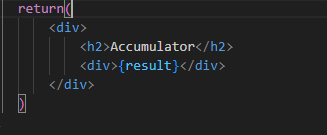 return(
<div>
<h2>Accumulator</h2>
<div>{result}</div>
</div>
)